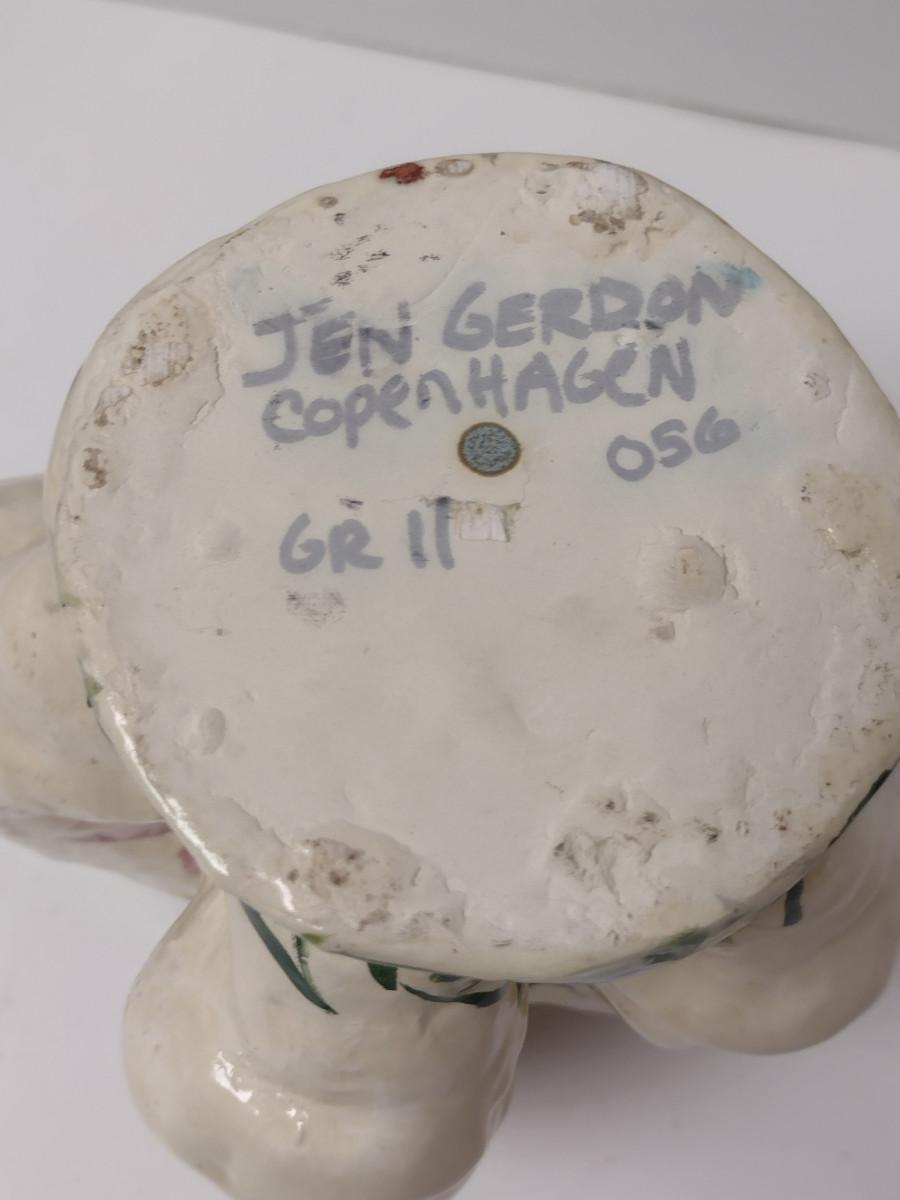 JEN GERDON
CopenHAGEN
056
GR 11